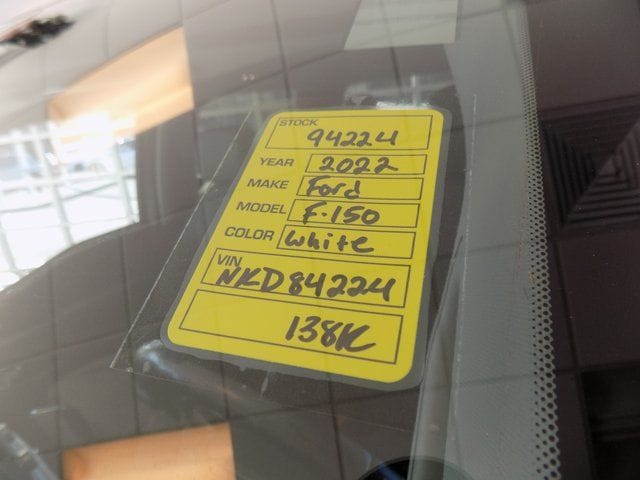 STOCK
94224
YEAR 2022
MAKE Ford
MODEL F-150
COLOR White
VIN
NKD84224
138K